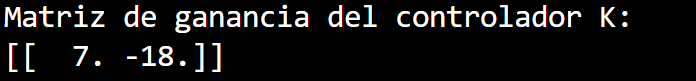 Matriz de ganancia del controlador K:
[[  7. -18.]]